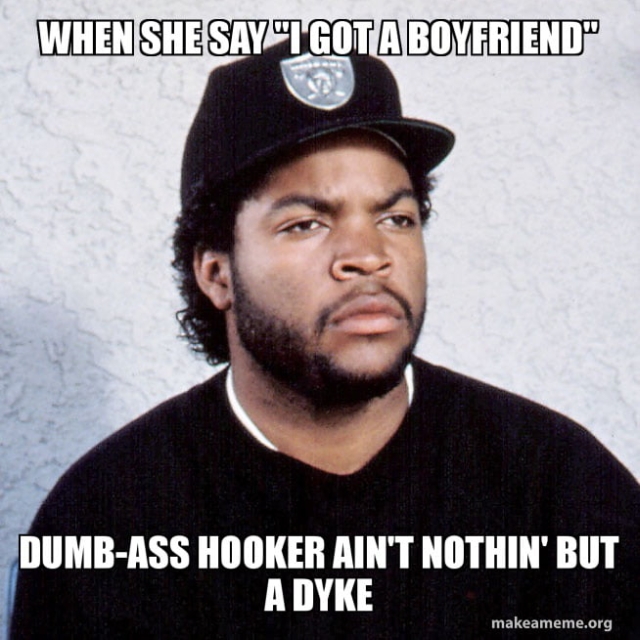 WHEN SHE SAY "I GOT A BOYFRIEND"
DUMB-ASS HOOKER AIN'T NOTHIN' BUT
A DYKE
makeameme.org